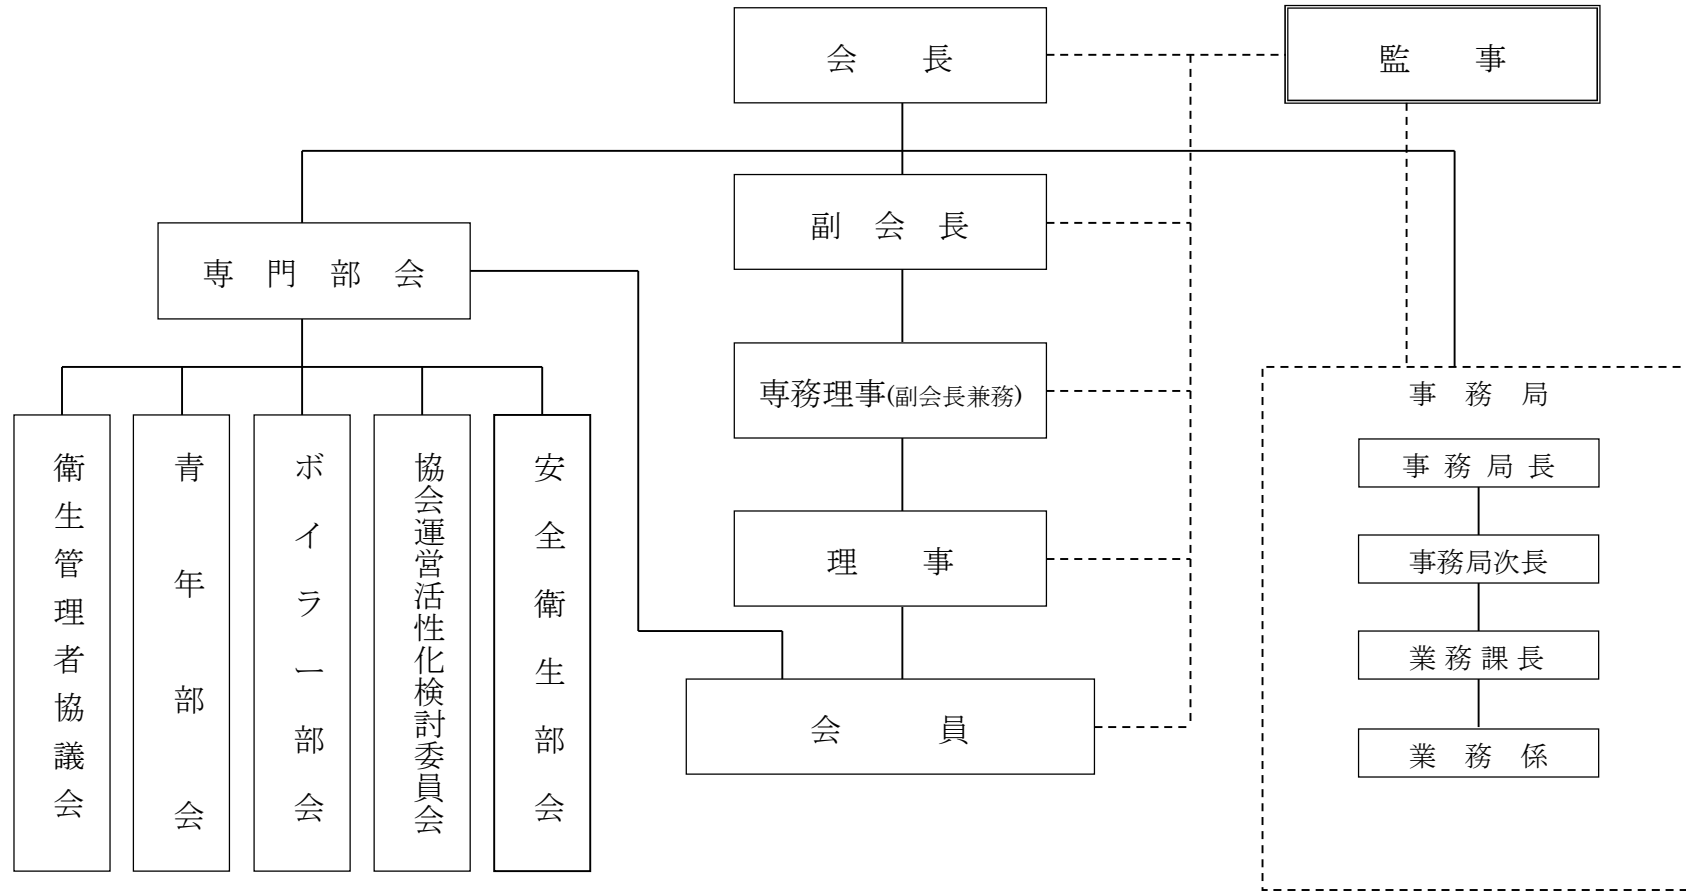 会 長
監 事
副 会 長
専 門 部 会
専務理事(副会長兼務)
理 事
会 員
安全衛生部会
協会運営活性化検討委員会
ボイラー部会
青年部会
衛生管理者協議会
事 務 局
事 務 局 長
事務局次長
業 務 課 長
業 務 係